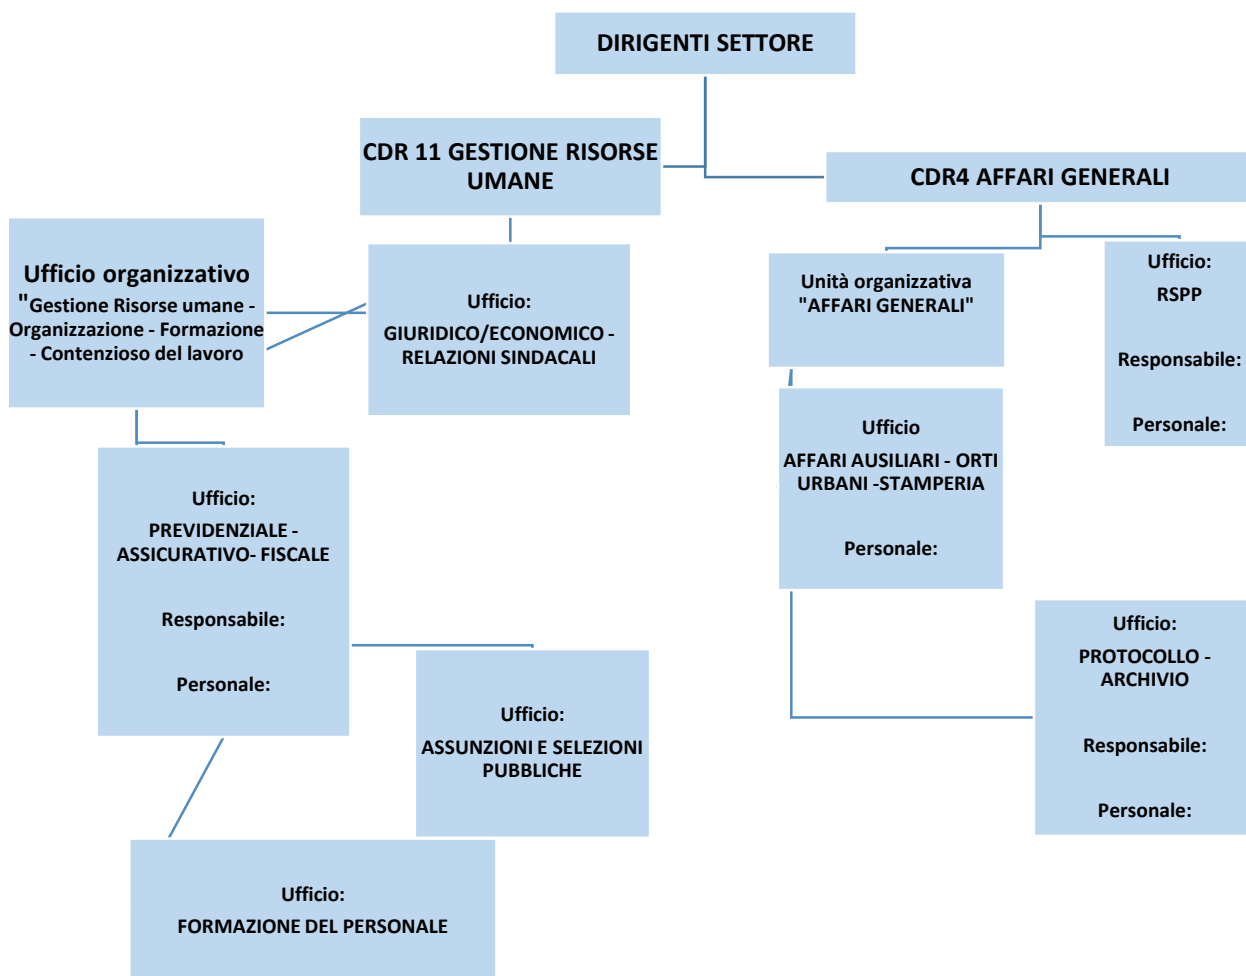 DIRIGENTI SETTORE
CDR 11 GESTIONE RISORSE
UMANE
CDR4 AFFARI GENERALI
Ufficio organizzativo
"Gestione Risorse umane -
Organizzazione - Formazione
- Contenzioso del lavoro
Ufficio:
GIURIDICO/ECONOMICO -
RELAZIONI SINDACALI
Unità organizzativa
"AFFARI GENERALI"
Ufficio:
RSPP
Responsabile:
Personale:
Ufficio
AFFARI AUSILIARI - ORTI
URBANI -STAMPERIA
Personale:
Ufficio:
PREVIDENZIALE -
ASSICURATIVO- FISCALE
Responsabile:
Personale:
Ufficio:
ASSUNZIONI E SELEZIONI
PUBBLICHE
Ufficio:
PROTOCOLLO -
ARCHIVIO
Responsabile:
Personale:
Ufficio:
FORMAZIONE DEL PERSONALE